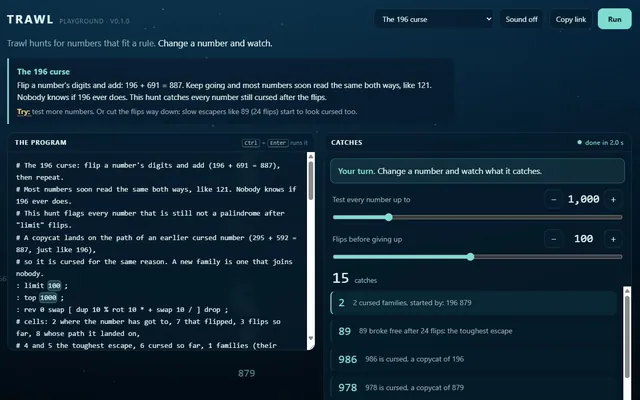 TRAWL PLAYGROUND · V0.1.0
The 196 curse
Sound off
Copy link
Run
Trawl hunts for numbers that fit a rule. Change a number and watch.
The 196 curse
Flip a number's digits and add: 196 + 691 = 887. Keep going and most numbers soon read the same both ways, like 121.
Nobody knows if 196 ever does. This hunt catches every number still cursed after the flips.
Try: test more numbers. Or cut the flips way down: slow escapers like 89 (24 flips) start to look cursed too.
THE PROGRAM
Ctrl + Enter runs it
# The 196 curse: flip a number's digits and add (196 + 691 = 887),
then repeat.
# Most numbers soon read the same both ways, like 121. Nobody knows if
196 ever does.
# This hunt flags every number that is still not a palindrome after
"limit" flips.
# A copycat lands on the path of an earlier cursed number (295 + 592 =
887, just like 196),
# so it is cursed for the same reason. A new family is one that joins
nobody.
: limit 100 ;
: top 1000 ;
: rev 0 swap [ dup 10 % rot 10 * + swap 10 / ] drop ;
# cells: 2 where the number has got to, 7 that flipped, 3 flips so
far, 8 whose path it landed on,
# 4 and 5 the toughest escape, 6 cursed so far, 1 families (their
CATCHES
done in 2.0 s
Your turn. Change a number and watch what it catches.
Test every number up to
− 1,000 +
Flips before giving up
− 100 +
15 catches
2 2 cursed families, started by: 196 879
89 89 broke free after 24 flips: the toughest escape
986 986 is cursed, a copycat of 196
978 978 is cursed, a copycat of 879
879